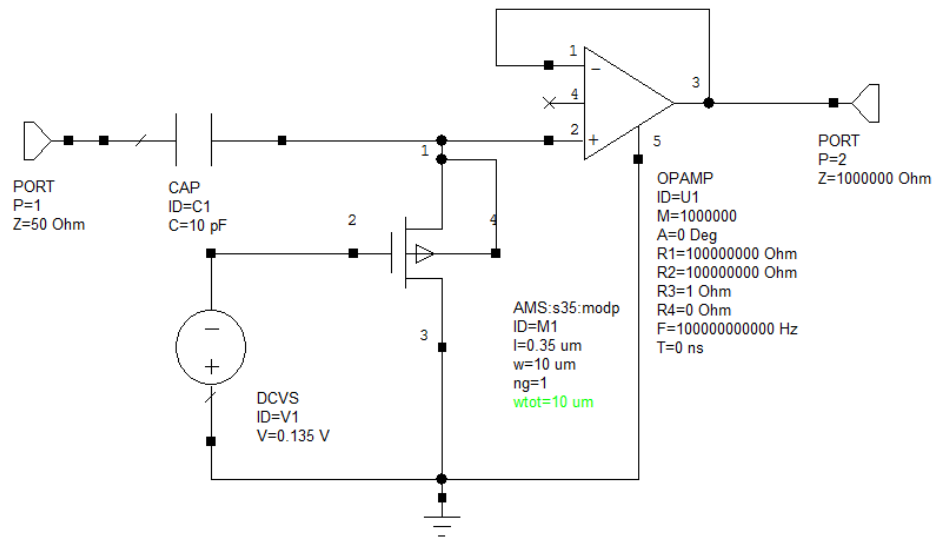 1
3
4
2
5
PORT
P=1
Z=50 Ohm
CAP
ID=C1
C=10 pF
1
2
4
3
PORT
P=2
Z=1000000 Ohm
OPAMP
ID=U1
M=1000000
A=0 Deg
R1=100000000 Ohm
R2=100000000 Ohm
R3=1 Ohm
R4=0 Ohm
F=100000000000 Hz
T=0 ns
AMS:s35:modp
ID=M1
l=0.35 um
w=10 um
ng=1
wtot=10 um
DCVS
ID=V1
V=0.135 V